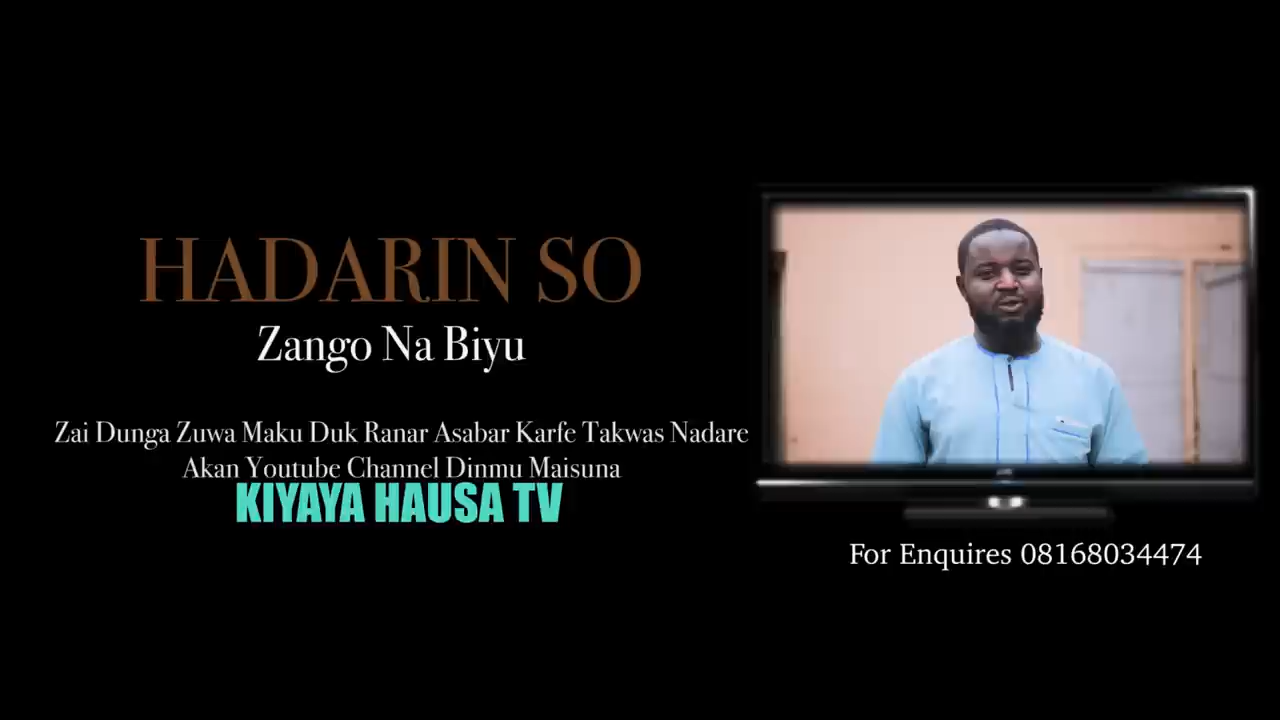 HADARIN SO
Zango Na Biyu
Zai Dunga Zuwa Maku Duk Ranar Asabar Karfe Takwas Nadare
Akan Youtube Channel Dinmu Maisuna
KIYAYA HAUSA TV
For Enquires 08168034474